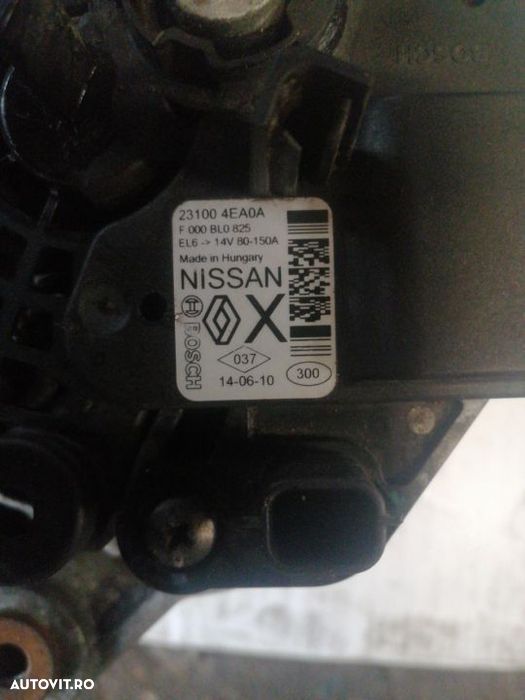 BOSCH
23100 4EA0A
F 000 BL0 825
EL6 -> 14V 80-150A
Made in Hungary
NISSAN
BOSCH
X
037
14-06-10
300
AUTOVIT.RO